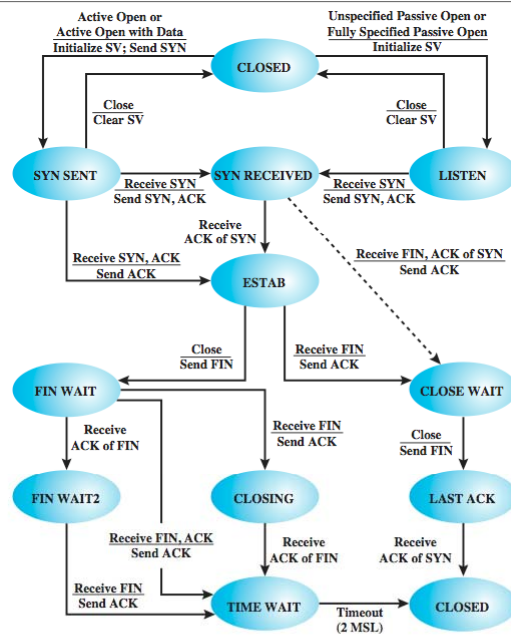 Active Open or
Active Open with Data
Initialize SV; Send SYN
Unspecified Passive Open or
Fully Specified Passive Open
Initialize SV
CLOSED
Close
Clear SV
Close
Clear SV
SYN SENT
SYN RECEIVED
LISTEN
Receive SYN
Send SYN, ACK
Receive SYN
Send SYN, ACK
Receive
ACK of SYN
Receive SYN, ACK
Send ACK
Receive FIN, ACK of SYN
Send ACK
ESTAB
Close
Send FIN
Receive FIN
Send ACK
FIN WAIT
CLOSE WAIT
Receive
ACK of FIN
Receive FIN
Send ACK
Close
Send FIN
FIN WAIT2
CLOSING
LAST ACK
Receive FIN, ACK
Send ACK
Receive
ACK of FIN
Receive
ACK of SYN
Receive FIN
Send ACK
TIME WAIT
Timeout
(2 MSL)
CLOSED